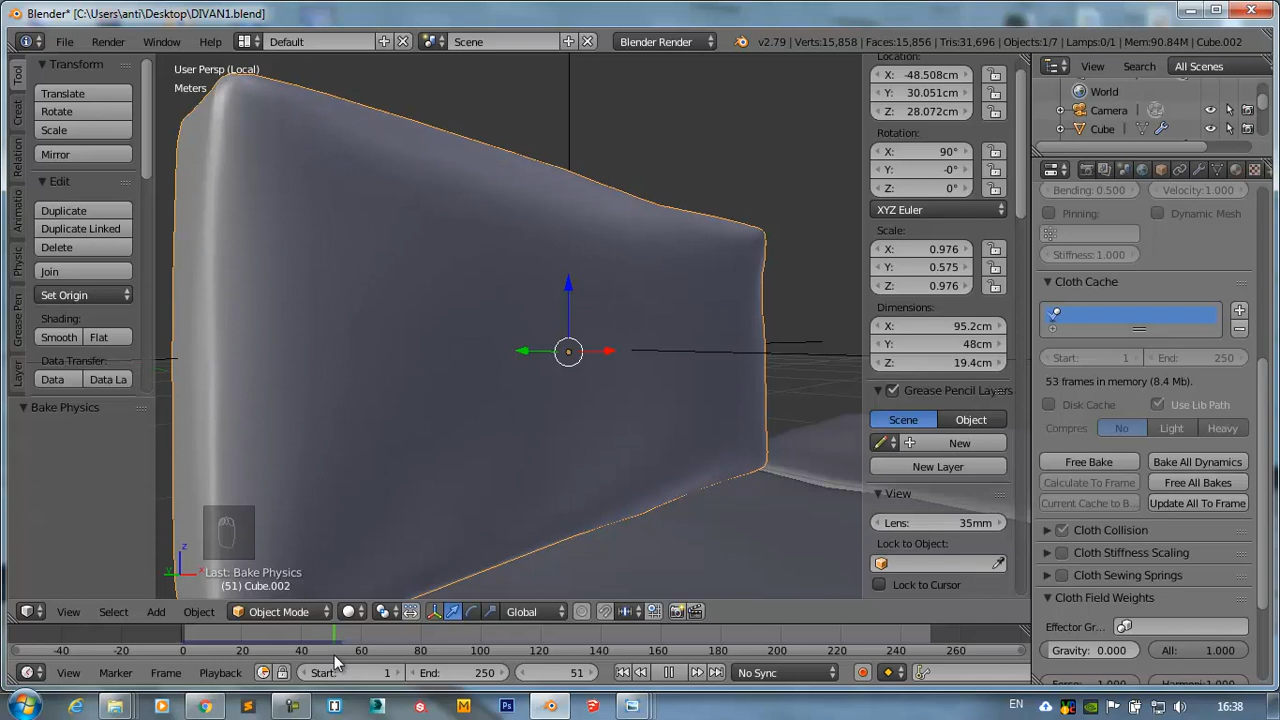 Blender* [C:\Users\anti\Desktop\DIVAN1.blend]
File Render Window Help Default Scene Blender Render v2.79 | Verts:15,858 | Faces:15,856 | Tris:31,696 | Objects:1/7 | Lamps:0/1 | Mem:90.84M | Cube.002
Tool
Creat
Relation
Animatio
Physic
Grease Pen
Layer
Transform
Translate
Rotate
Scale
Mirror
Edit
Duplicate
Duplicate Linked
Delete
Join
Set Origin
Shading:
Smooth Flat
Data Transfer:
Data Data La
Bake Physics
User Persp (Local)
Meters
Last: Bake Physics
(51) Cube.002
Location:
X: -48.508cm
Y: 30.051cm
Z: 28.072cm
Rotation:
X: 90°
Y: -0°
Z: 0°
XYZ Euler
Scale:
X: 0.976
Y: 0.575
Z: 0.976
Dimensions:
X: 95.2cm
Y: 48cm
Z: 19.4cm
Grease Pencil Layers
Scene Object
New
New Layer
View
Lens: 35mm
Lock to Object:
Lock to Cursor
View Search All Scenes
World
Camera
Cube
Bending: 0.500 Velocity: 1.000
Pinning: Dynamic Mesh
Stiffness: 1.000
Cloth Cache
Start: 1 End: 250
53 frames in memory (8.4 Mb).
Disk Cache Use Lib Path
Compres No Light Heavy
Free Bake Bake All Dynamics
Calculate To Frame Free All Bakes
Current Cache to B... Update All To Frame
Cloth Collision
Cloth Stiffness Scaling
Cloth Sewing Springs
Cloth Field Weights
Effector Gr...
Gravity: 0.000 All: 1.000
View Select Add Object Object Mode Global
-40 -20 0 20 40 60 80 100 120 140 160 180 200 220 240 260
View Marker Frame Playback Start: 1 End: 250 51 No Sync
EN 16:38